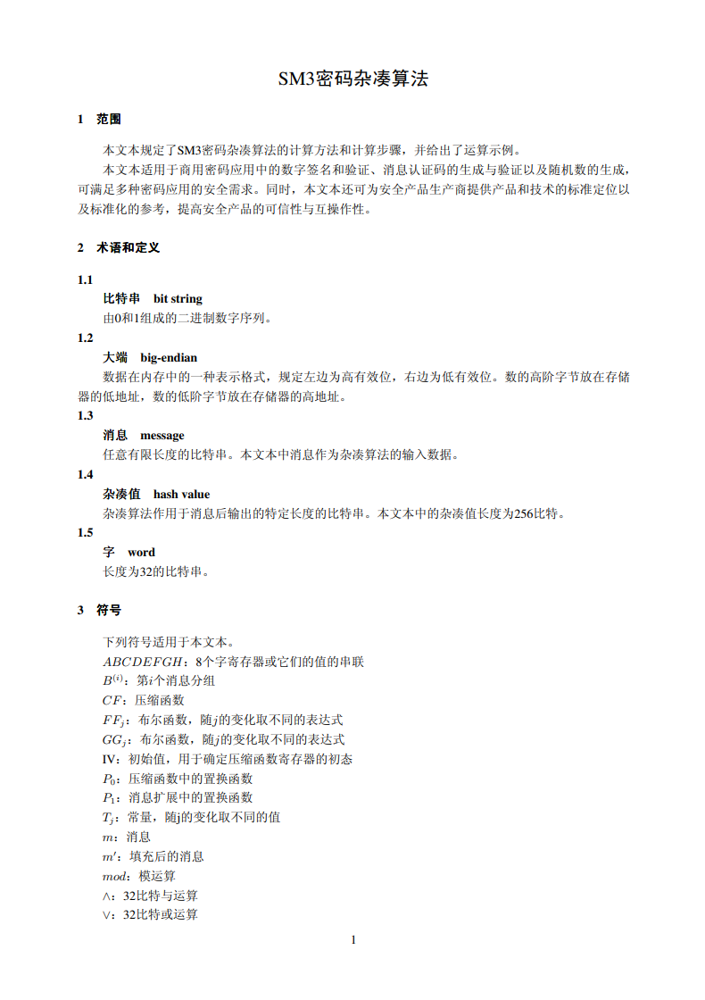 SM3密码杂凑算法
1 范围
本文本规定了SM3密码杂凑算法的计算方法和计算步骤，并给出了运算示例。
本文本适用于商用密码应用中的数字签名和验证、消息认证码的生成与验证以及随机数的生成，
可满足多种密码应用的安全需求。同时，本文本还可为安全产品生产商提供产品和技术的标准定位以
及标准化的参考，提高安全产品的可信性与互操作性。
2 术语和定义
1.1
比特串 bit string
由0和1组成的二进制数字序列。
1.2
大端 big-endian
数据在内存中的一种表示格式，规定左边为高有效位，右边为低有效位。数的高阶字节放在存储
器的低地址，数的低阶字节放在存储器的高地址。
1.3
消息 message
任意有限长度的比特串。本文本中消息作为杂凑算法的输入数据。
1.4
杂凑值 hash value
杂凑算法作用于消息后输出的特定长度的比特串。本文本中的杂凑值长度为256比特。
1.5
字 word
长度为32的比特串。
3 符号
下列符号适用于本文本。
ABCDEFGH：8个字寄存器或它们的值的串联
B⁽ⁱ⁾：第i个消息分组
CF：压缩函数
FFⱼ：布尔函数，随j的变化取不同的表达式
GGⱼ：布尔函数，随j的变化取不同的表达式
IV：初始值，用于确定压缩函数寄存器的初态
P₀：压缩函数中的置换函数
P₁：消息扩展中的置换函数
Tⱼ：常量，随j的变化取不同的值
m：消息
m′：填充后的消息
mod：模运算
∧：32比特与运算
∨：32比特或运算
1